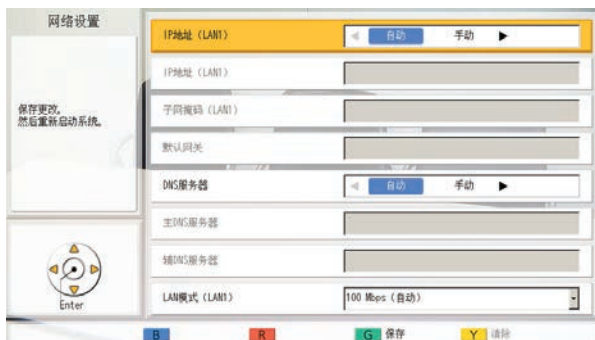 网络设置
保存更改,
然后重新启动系统。
Enter
IP地址（LAN1）
自动 手动
IP地址（LAN1）
子网掩码（LAN1）
默认网关
DNS服务器
自动 手动
主DNS服务器
辅DNS服务器
LAN模式（LAN1）
100 Mbps（自动）
B
R
G 保存
Y 清除